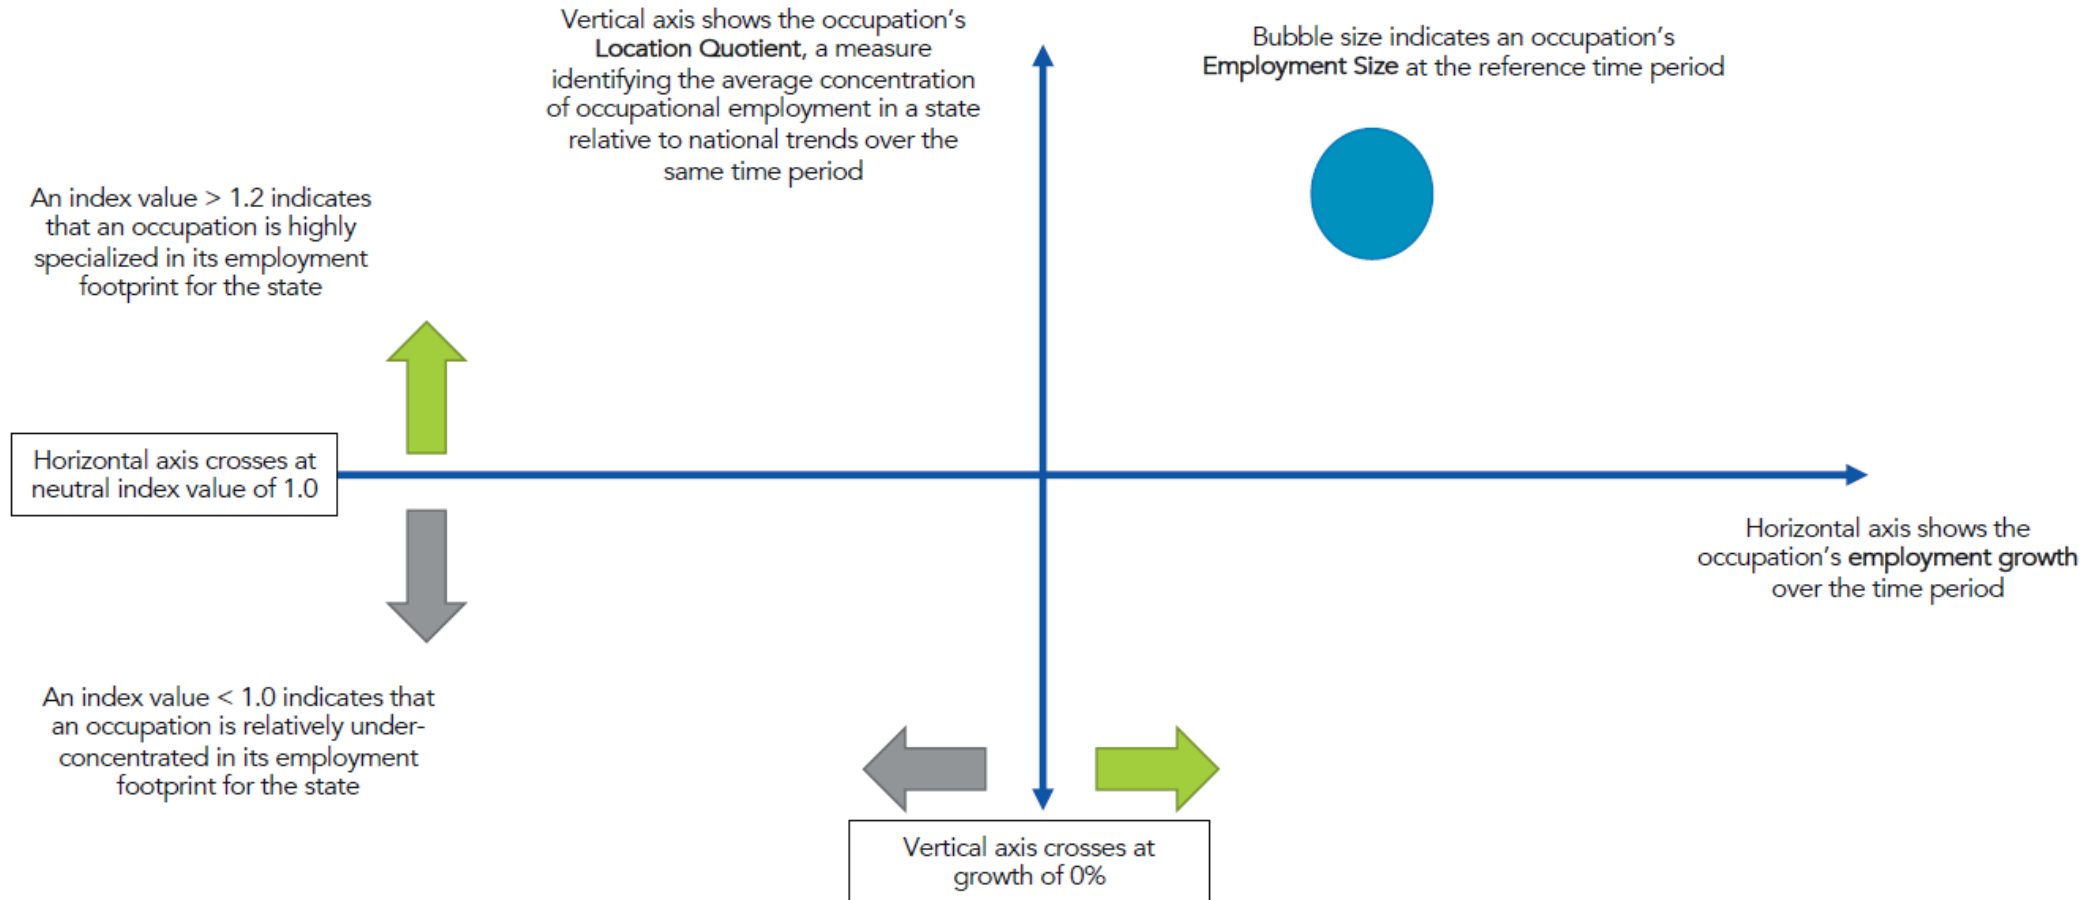 Vertical axis shows the occupation's
Location Quotient, a measure
identifying the average concentration
of occupational employment in a state
relative to national trends over the
same time period
Bubble size indicates an occupation's
Employment Size at the reference time period
An index value > 1.2 indicates
that an occupation is highly
specialized in its employment
footprint for the state
Horizontal axis crosses at
neutral index value of 1.0
Horizontal axis shows the
occupation's employment growth
over the time period
An index value < 1.0 indicates that
an occupation is relatively under-
concentrated in its employment
footprint for the state
Vertical axis crosses at
growth of 0%